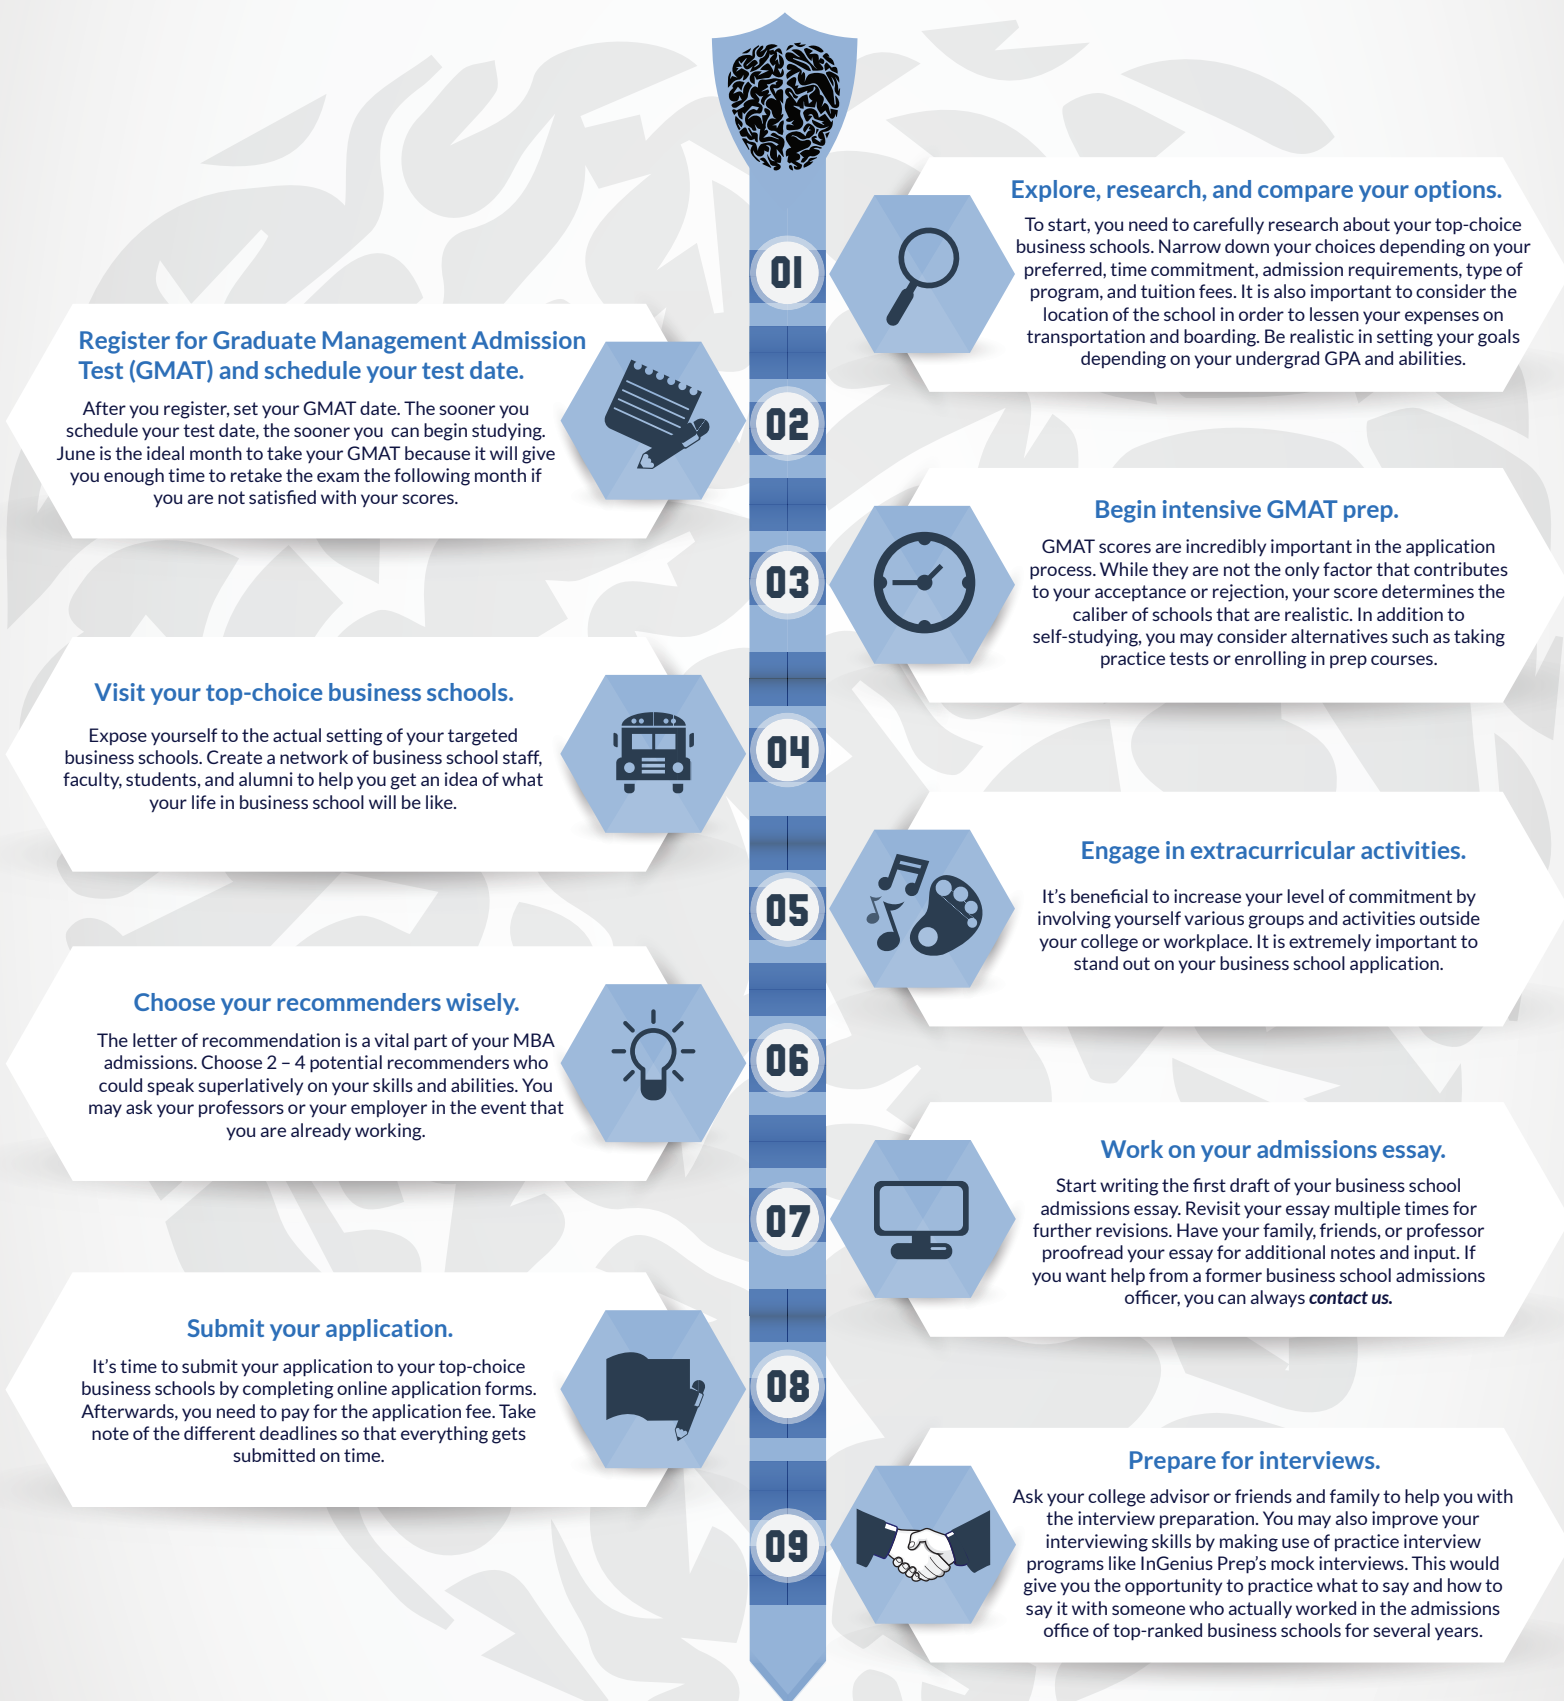 01
Explore, research, and compare your options.
To start, you need to carefully research about your top-choice
business schools. Narrow down your choices depending on your
preferred, time commitment, admission requirements, type of
program, and tuition fees. It is also important to consider the
location of the school in order to lessen your expenses on
transportation and boarding. Be realistic in setting your goals
depending on your undergrad GPA and abilities.
02
Register for Graduate Management Admission
Test (GMAT) and schedule your test date.
After you register, set your GMAT date. The sooner you
schedule your test date, the sooner you can begin studying.
June is the ideal month to take your GMAT because it will give
you enough time to retake the exam the following month if
you are not satisfied with your scores.
03
Begin intensive GMAT prep.
GMAT scores are incredibly important in the application
process. While they are not the only factor that contributes
to your acceptance or rejection, your score determines the
caliber of schools that are realistic. In addition to
self-studying, you may consider alternatives such as taking
practice tests or enrolling in prep courses.
04
Visit your top-choice business schools.
Expose yourself to the actual setting of your targeted
business schools. Create a network of business school staff,
faculty, students, and alumni to help you get an idea of what
your life in business school will be like.
05
Engage in extracurricular activities.
It’s beneficial to increase your level of commitment by
involving yourself various groups and activities outside
your college or workplace. It is extremely important to
stand out on your business school application.
06
Choose your recommenders wisely.
The letter of recommendation is a vital part of your MBA
admissions. Choose 2 – 4 potential recommenders who
could speak superlatively on your skills and abilities. You
may ask your professors or your employer in the event that
you are already working.
07
Work on your admissions essay.
Start writing the first draft of your business school
admissions essay. Revisit your essay multiple times for
further revisions. Have your family, friends, or professor
proofread your essay for additional notes and input. If
you want help from a former business school admissions
officer, you can always contact us.
08
Submit your application.
It’s time to submit your application to your top-choice
business schools by completing online application forms.
Afterwards, you need to pay for the application fee. Take
note of the different deadlines so that everything gets
submitted on time.
09
Prepare for interviews.
Ask your college advisor or friends and family to help you with
the interview preparation. You may also improve your
interviewing skills by making use of practice interview
programs like InGenius Prep’s mock interviews. This would
give you the opportunity to practice what to say and how to
say it with someone who actually worked in the admissions
office of top-ranked business schools for several years.